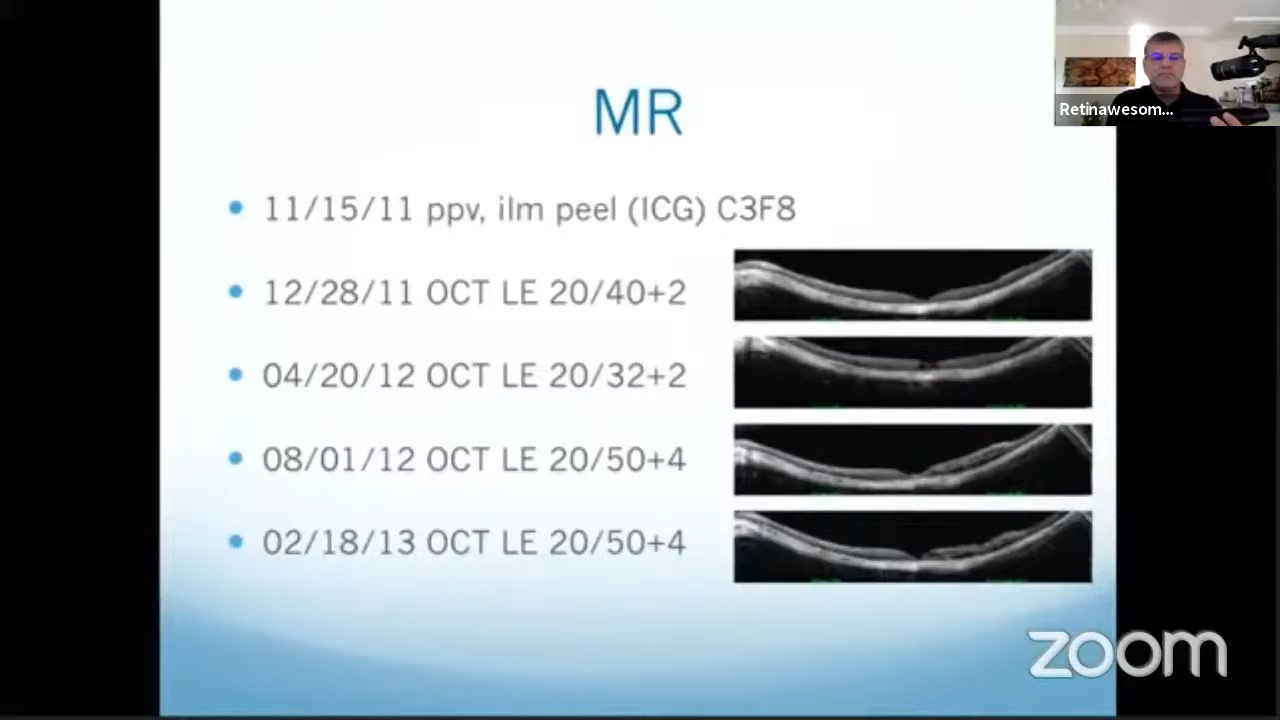 MR
Retinawesom...
11/15/11 ppv, ilm peel (ICG) C3F8
12/28/11 OCT LE 20/40+2
04/20/12 OCT LE 20/32+2
08/01/12 OCT LE 20/50+4
02/18/13 OCT LE 20/50+4
zoom